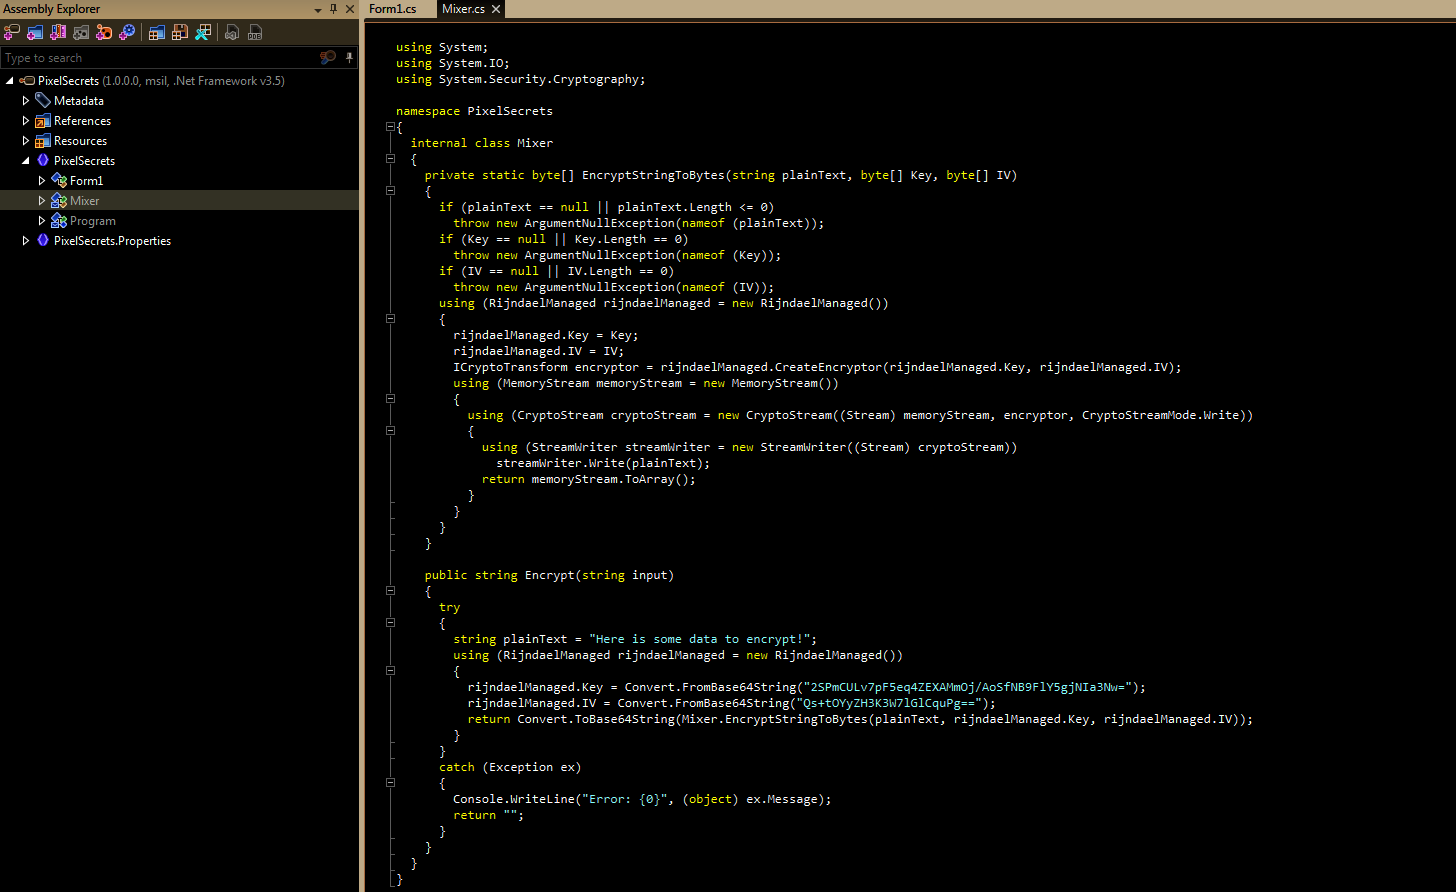 Assembly Explorer
Type to search
PixelSecrets (1.0.0.0, msil, .Net Framework v3.5)
Metadata
References
Resources
PixelSecrets
Form1
Mixer
Program
PixelSecrets.Properties
Form1.cs
Mixer.cs
using System;
using System.IO;
using System.Security.Cryptography;
namespace PixelSecrets
{
internal class Mixer
{
private static byte[] EncryptStringToBytes(string plainText, byte[] Key, byte[] IV)
{
if (plainText == null || plainText.Length <= 0)
throw new ArgumentNullException(nameof (plainText));
if (Key == null || Key.Length == 0)
throw new ArgumentNullException(nameof (Key));
if (IV == null || IV.Length == 0)
throw new ArgumentNullException(nameof (IV));
using (RijndaelManaged rijndaelManaged = new RijndaelManaged())
{
rijndaelManaged.Key = Key;
rijndaelManaged.IV = IV;
ICryptoTransform encryptor = rijndaelManaged.CreateEncryptor(rijndaelManaged.Key, rijndaelManaged.IV);
using (MemoryStream memoryStream = new MemoryStream())
{
using (CryptoStream cryptoStream = new CryptoStream((Stream) memoryStream, encryptor, CryptoStreamMode.Write))
{
using (StreamWriter streamWriter = new StreamWriter((Stream) cryptoStream))
streamWriter.Write(plainText);
return memoryStream.ToArray();
}
}
}
}
public string Encrypt(string input)
{
try
{
string plainText = "Here is some data to encrypt!";
using (RijndaelManaged rijndaelManaged = new RijndaelManaged())
{
rijndaelManaged.Key = Convert.FromBase64String("2SPmCULv7pF5eq4ZEXAMmOj/AoSfNB9FlY5gjNIa3Nw=");
rijndaelManaged.IV = Convert.FromBase64String("Qs+tOYyZH3K3W7lGlCquPg==");
return Convert.ToBase64String(Mixer.EncryptStringToBytes(plainText, rijndaelManaged.Key, rijndaelManaged.IV));
}
}
catch (Exception ex)
{
Console.WriteLine("Error: {0}", (object) ex.Message);
return "";
}
}
}
}